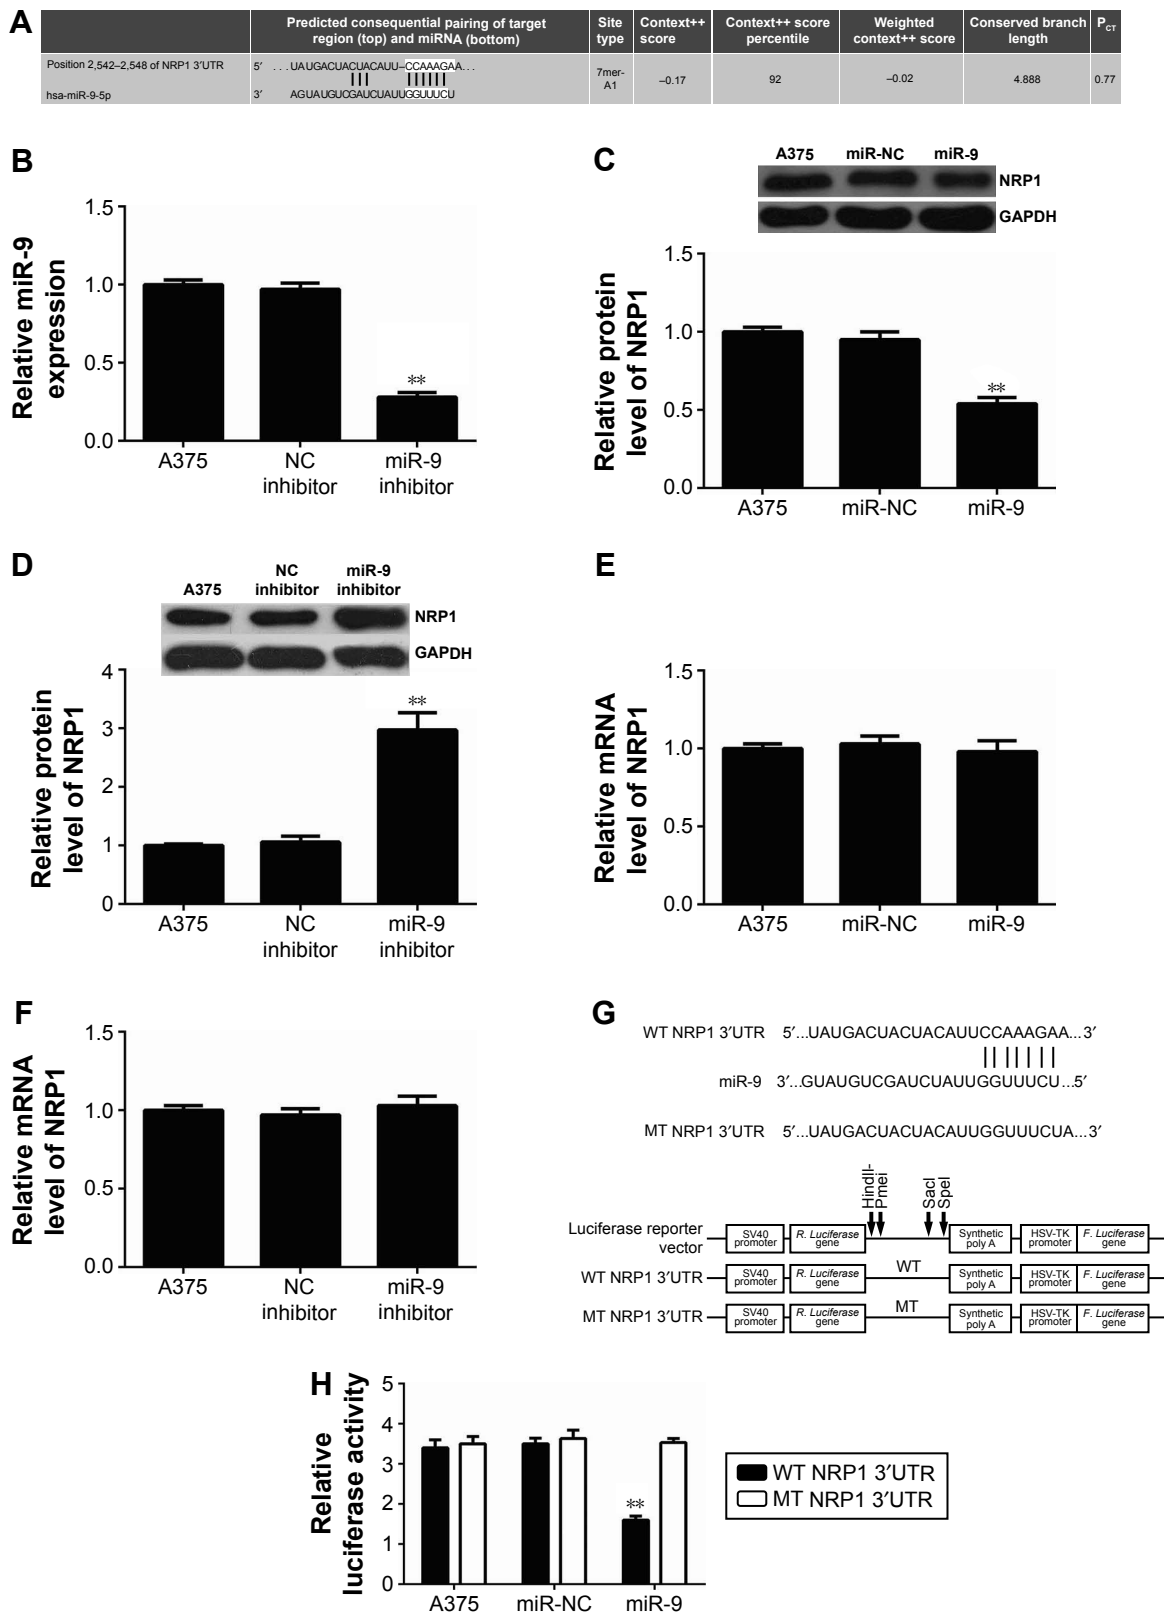 A
Predicted consequential pairing of target region (top) and miRNA (bottom)
Site type
Context++ score
Context++ score percentile
Weighted context++ score
Conserved branch length
PCT
Position 2,542–2,548 of NRP1 3′UTR
5′ ...UAUGACUACUACAUU–CCAAAGAA...
hsa-miR-9-5p
3′ AGUAUGUCGAUCUAUUGGUUUCU
7mer-A1
–0.17
92
–0.02
4.888
0.77
B
Relative miR-9 expression
1.5
1.0
0.5
0.0
**
A375
NC inhibitor
miR-9 inhibitor
C
A375 miR-NC miR-9
NRP1
GAPDH
Relative protein level of NRP1
1.5
1.0
0.5
0.0
**
A375
miR-NC
miR-9
D
A375
NC inhibitor
miR-9 inhibitor
NRP1
GAPDH
Relative protein level of NRP1
4
3
2
1
0
**
A375
NC inhibitor
miR-9 inhibitor
E
Relative mRNA level of NRP1
1.5
1.0
0.5
0.0
A375
miR-NC
miR-9
F
Relative mRNA level of NRP1
1.5
1.0
0.5
0.0
A375
NC inhibitor
miR-9 inhibitor
G
WT NRP1 3′UTR 5′...UAUGACUACUACAUUCCAAAGAA...3′
miR-9 3′...GUAUGUCGAUCUAUUGGUUUCU...5′
MT NRP1 3′UTR 5′...UAUGACUACUACAUUGGUUUCUA...3′
HindII-
Pmei
SacI
SpeI
Luciferase reporter vector
SV40 promoter
R. Luciferase gene
Synthetic poly A
HSV-TK promoter
F. Luciferase gene
WT NRP1 3′UTR
SV40 promoter
R. Luciferase gene
WT
Synthetic poly A
HSV-TK promoter
F. Luciferase gene
MT NRP1 3′UTR
SV40 promoter
R. Luciferase gene
MT
Synthetic poly A
HSV-TK promoter
F. Luciferase gene
H
Relative luciferase activity
5
4
3
2
1
0
**
A375
miR-NC
miR-9
WT NRP1 3′UTR
MT NRP1 3′UTR